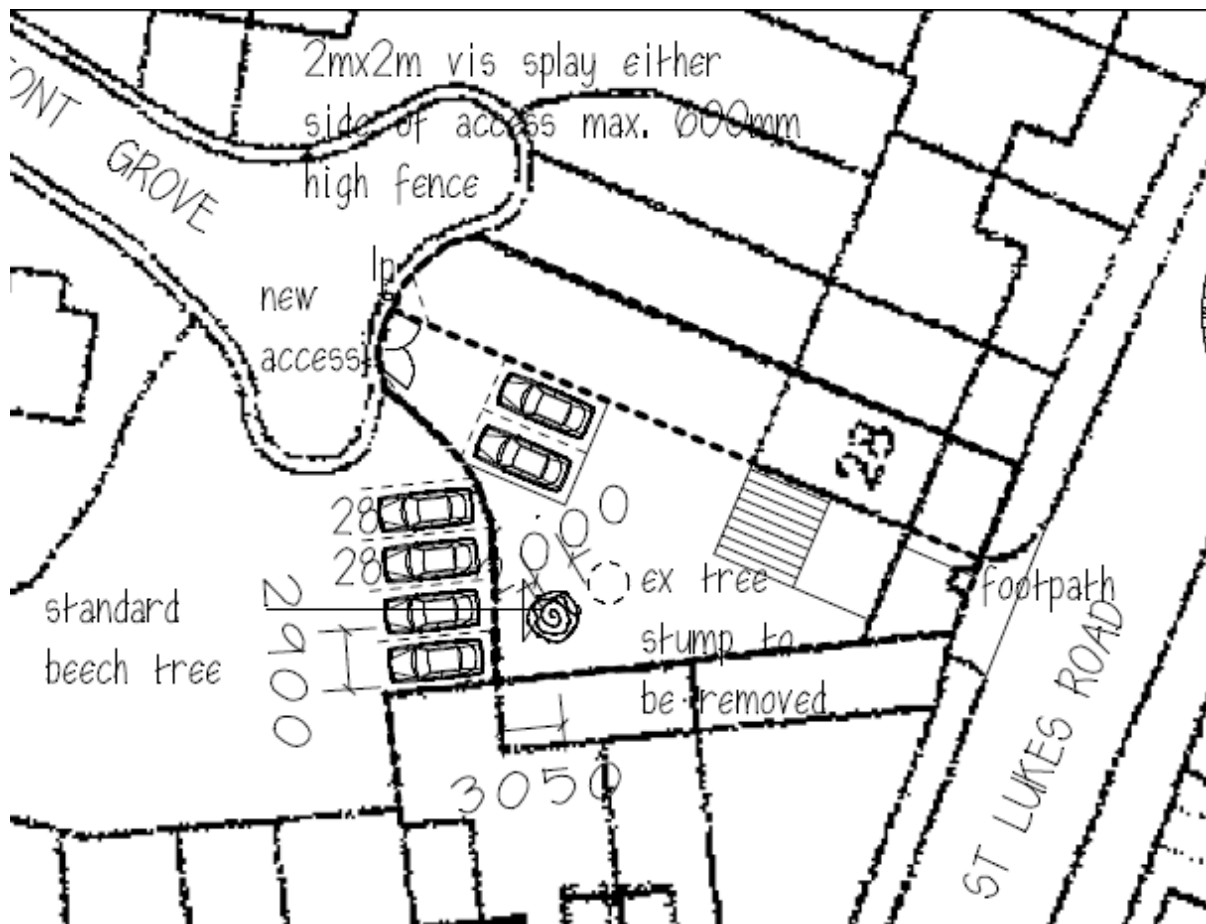 2mx2m vis splay either
side of access max. 600mm
high fence
ONT GROVE
lp
new
access
23
28
28
ex tree
stump to
be removed
footpath
standard
beech tree
2900
3050
ST LUKES ROAD